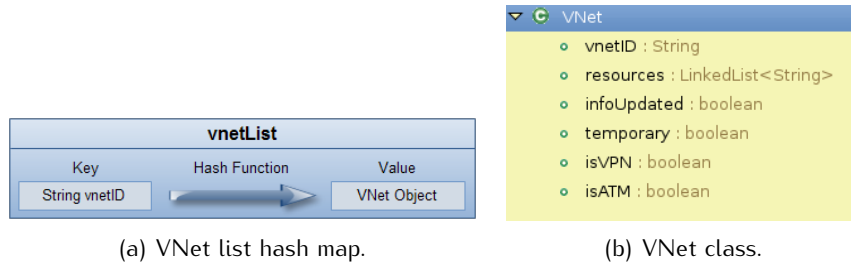 vnetList
Key Hash Function Value
String vnetID VNet Object
(a) VNet list hash map.
C VNet
vnetID : String
resources : LinkedList<String>
infoUpdated : boolean
temporary : boolean
isVPN : boolean
isATM : boolean
(b) VNet class.